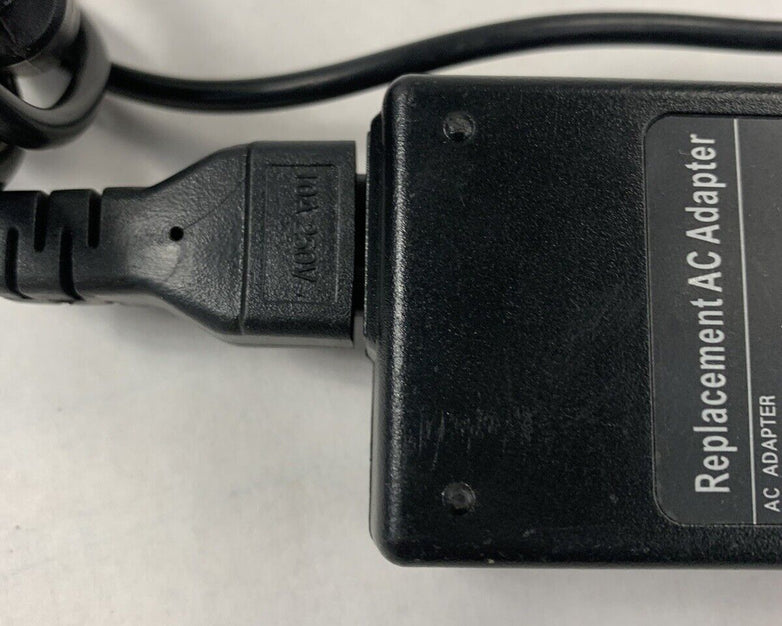 10A 250V~
Replacement AC Adapter
AC ADAPTER